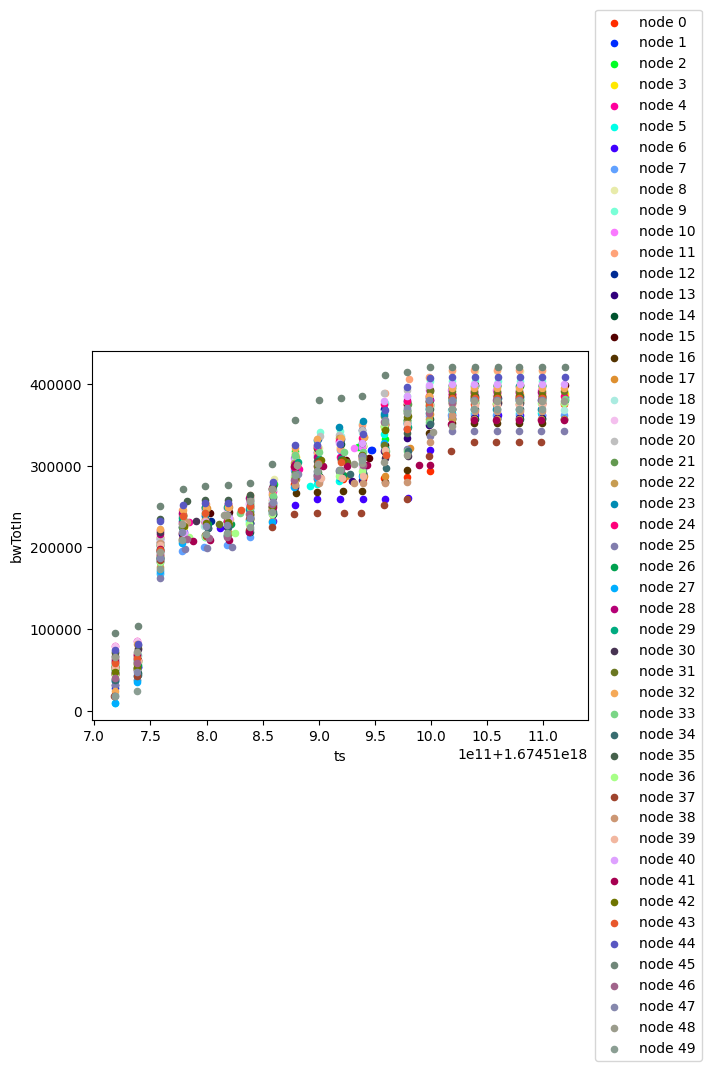 node 0
node 1
node 2
node 3
node 4
node 5
node 6
node 7
node 8
node 9
node 10
node 11
node 12
node 13
node 14
node 15
node 16
node 17
node 18
node 19
node 20
node 21
node 22
node 23
node 24
node 25
node 26
node 27
node 28
node 29
node 30
node 31
node 32
node 33
node 34
node 35
node 36
node 37
node 38
node 39
node 40
node 41
node 42
node 43
node 44
node 45
node 46
node 47
node 48
node 49
400000
300000
200000
100000
0
bwTotIn
7.0 7.5 8.0 8.5 9.0 9.5 10.0 10.5 11.0
ts
1e11+1.67451e18